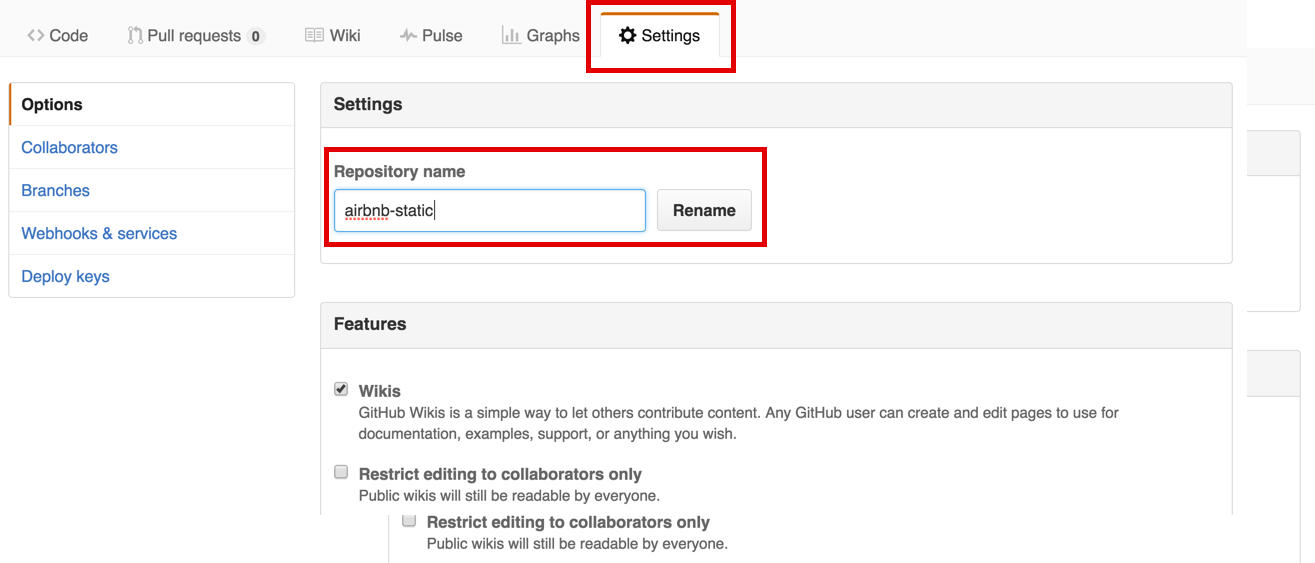 Code Pull requests 0 Wiki Pulse Graphs Settings
Options
Collaborators
Branches
Webhooks & services
Deploy keys
Settings
Repository name
airbnb-static Rename
Features
Wikis
GitHub Wikis is a simple way to let others contribute content. Any GitHub user can create and edit pages to use for
documentation, examples, support, or anything you wish.
Restrict editing to collaborators only
Public wikis will still be readable by everyone.
Restrict editing to collaborators only
Public wikis will still be readable by everyone.